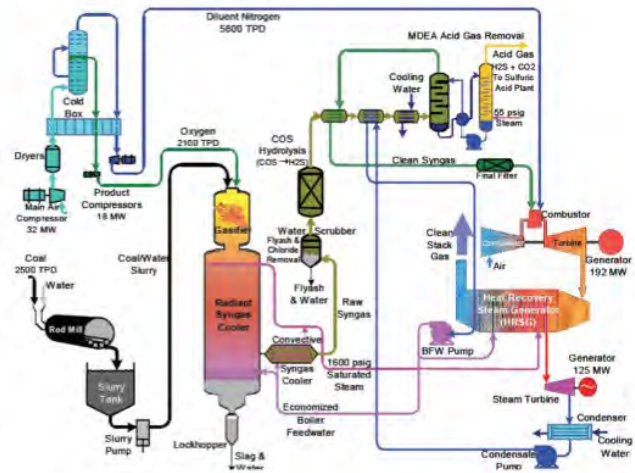 Diluent Nitrogen
5800 TPD
MDEA Acid Gas Removal
Acid Gas
H2S + CO2
To Sulfuric
Acid Plant
55 psig
Steam
Cooling
Water
Cold
Box
Dryers
Oxygen
2100 TPD
COS
Hydrolysis
(COS →H2S)
Clean Syngas
Final Filter
Product
Compressors
18 MW
Main Air
Compressor
32 MW
Gasifier
Water Scrubber
Flyash & Chloride
Removal
Flyash
& Water
Clean
Stack
Gas
Combustor
Turbine
Air
Generator
192 MW
Coal
2500 TPD
Water
Coal/Water
Slurry
Rod Mill
Radiant
Syngas
Cooler
Raw
Syngas
Heat Recovery
Steam Generator
(HRSG)
Convective
Syngas
Cooler
BFW Pump
1600 psig
Saturated
Steam
Generator
125 MW
Slurry
Tank
Slurry
Pump
Economized
Boiler
Feedwater
Steam Turbine
Condenser
Cooling
Water
Condensate
Pump
Lockhopper
Slag &
Water